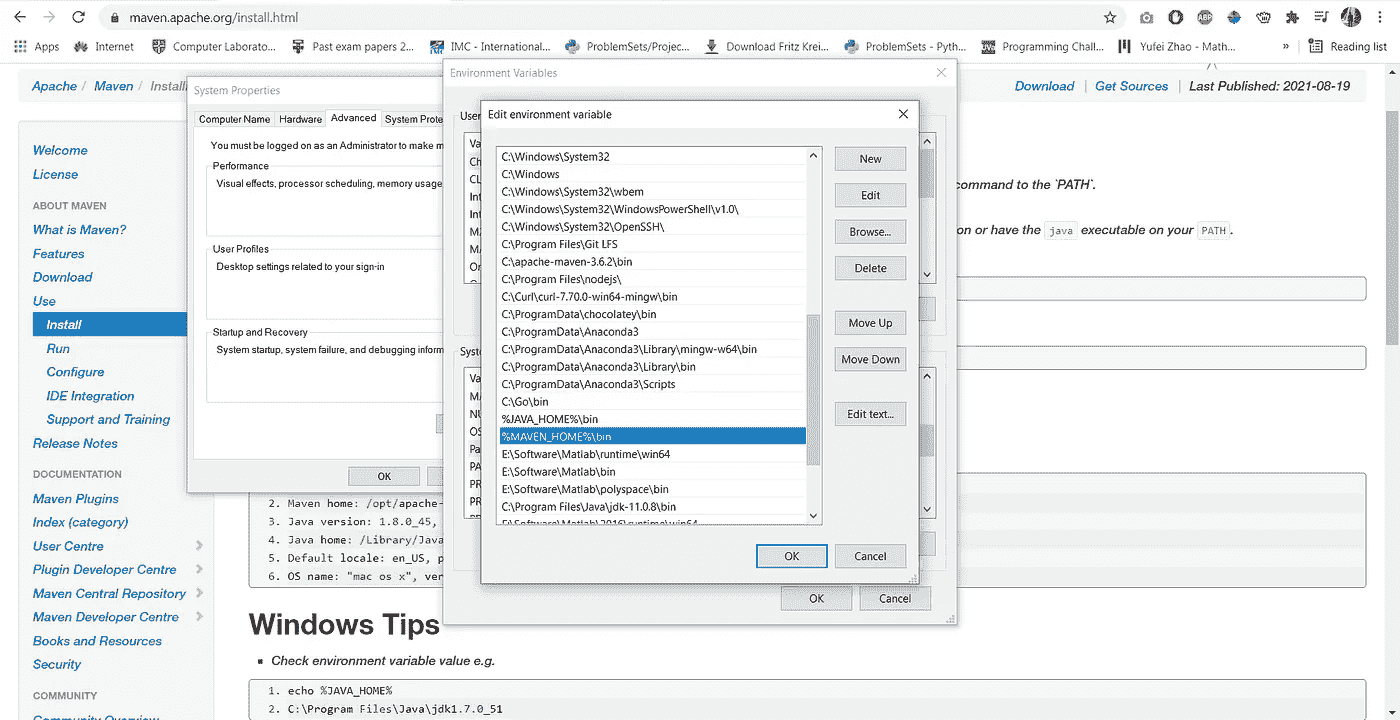 maven.apache.org/install.html
Apps Internet Computer Laborato... Past exam papers 2... IMC - Internationa... ProblemSets/Projec... Download Fritz Krei... ProblemSets - Pyth... Programming Chall... Yufei Zhao - Math... » Reading list
Apache / Maven / Install
Download | Get Sources | Last Published: 2021-08-19
Welcome
License
ABOUT MAVEN
What is Maven?
Features
Download
Use
Install
Run
Configure
IDE Integration
Support and Training
Release Notes
DOCUMENTATION
Maven Plugins
Index (category)
User Centre
Plugin Developer Centre
Maven Central Repository
Maven Developer Centre
Books and Resources
Security
COMMUNITY
Community Overview
System Properties
Computer Name Hardware Advanced System Prote
You must be logged on as an Administrator to make m
Performance
Visual effects, processor scheduling, memory usage
User Profiles
Desktop settings related to your sign-in
Startup and Recovery
System startup, system failure, and debugging inform
OK
Environment Variables
User
Va
Ch
CL
Int
Int
MA
MA
On
Syst
Va
MA
NU
OS
Pa
PA
PR
PR
OK Cancel
Edit environment variable
C:\Windows\System32
C:\Windows
C:\Windows\System32\wbem
C:\Windows\System32\WindowsPowerShell\v1.0\
C:\Windows\System32\OpenSSH\
C:\Program Files\Git LFS
C:\apache-maven-3.6.2\bin
C:\Program Files\nodejs\
C:\Curl\curl-7.70.0-win64-mingw\bin
C:\ProgramData\chocolatey\bin
C:\ProgramData\Anaconda3
C:\ProgramData\Anaconda3\Library\mingw-w64\bin
C:\ProgramData\Anaconda3\Library\bin
C:\ProgramData\Anaconda3\Scripts
C:\Go\bin
%JAVA_HOME%\bin
%MAVEN_HOME%\bin
E:\Software\Matlab\runtime\win64
E:\Software\Matlab\bin
E:\Software\Matlab\polyspace\bin
C:\Program Files\Java\jdk-11.0.8\bin
E:\Software\Matlab\2016\runtime\win64
New
Edit
Browse...
Delete
Move Up
Move Down
Edit text...
OK Cancel
command to the `PATH`.
on or have the java executable on your PATH.
2. Maven home: /opt/apache-
3. Java version: 1.8.0_45,
4. Java home: /Library/Java
5. Default locale: en_US, p
6. OS name: "mac os x", ver
Windows Tips
Check environment variable value e.g.
1. echo %JAVA_HOME%
2. C:\Program Files\Java\jdk1.7.0_51